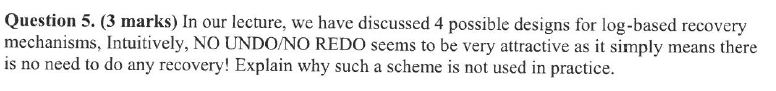 Question 5. (3 marks) In our lecture, we have discussed 4 possible designs for log-based recovery
mechanisms, Intuitively, NO UNDO/NO REDO seems to be very attractive as it simply means there
is no need to do any recovery! Explain why such a scheme is not used in practice.